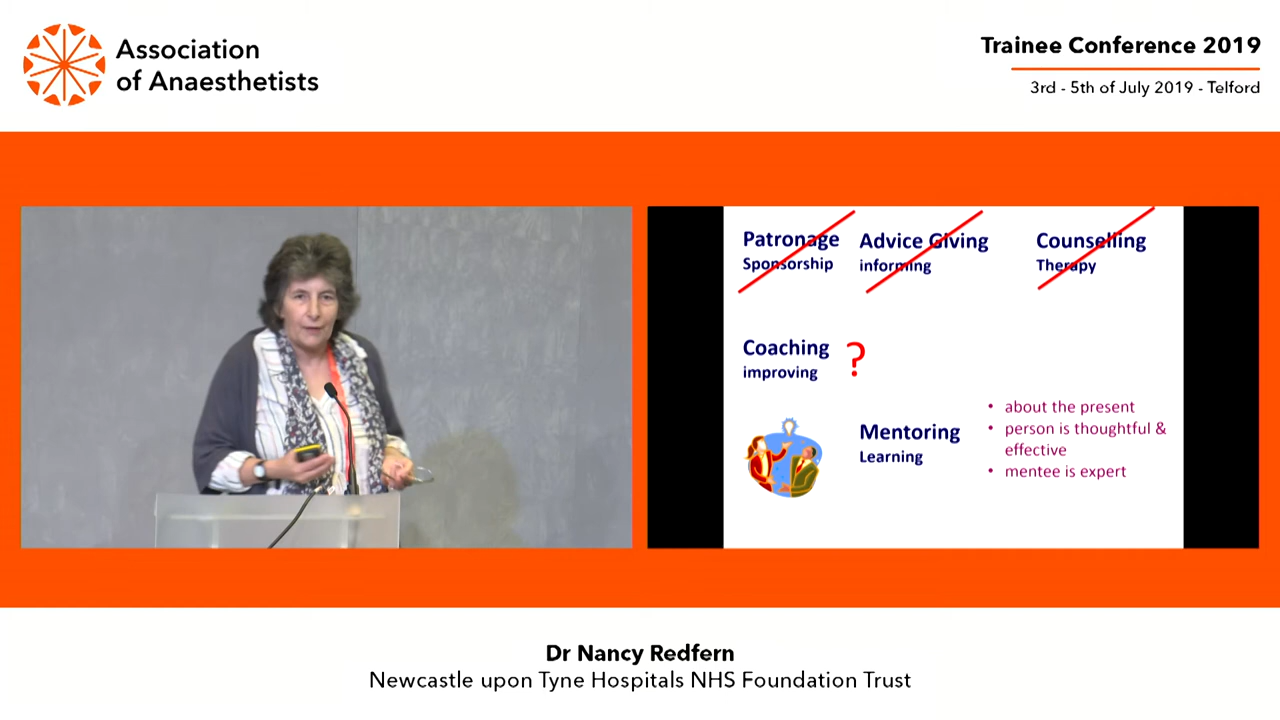 Association
of Anaesthetists
Trainee Conference 2019
3rd - 5th of July 2019 - Telford
Patronage
Sponsorship
Advice Giving
informing
Counselling
Therapy
Coaching
improving
?
Mentoring
Learning
• about the present
• person is thoughtful &
effective
• mentee is expert
Dr Nancy Redfern
Newcastle upon Tyne Hospitals NHS Foundation Trust